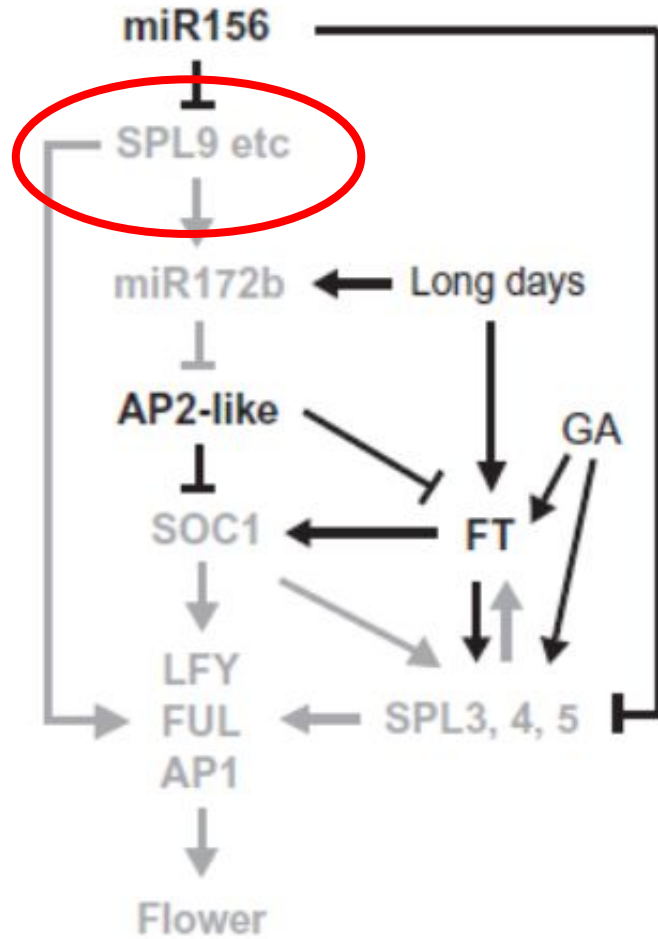 miR156
SPL9 etc
miR172b
Long days
AP2-like
GA
SOC1
FT
LFY
FUL
SPL3, 4, 5
AP1
Flower